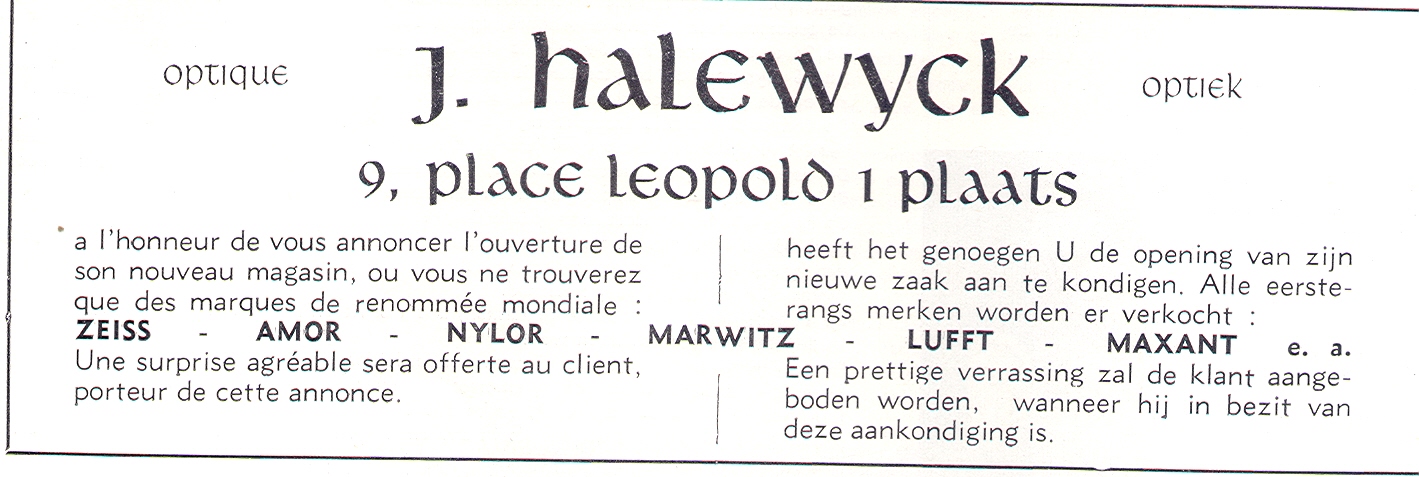 optique
J. halewyck
optiek
9, place leopold 1 plaats
a l'honneur de vous annoncer l'ouverture de
son nouveau magasin, ou vous ne trouverez
que des marques de renommée mondiale :
heeft het genoegen U de opening van zijn
nieuwe zaak aan te kondigen. Alle eerste-
rangs merken worden er verkocht :
ZEISS - AMOR - NYLOR - MARWITZ - LUFFT - MAXANT e. a.
Une surprise agréable sera offerte au client,
porteur de cette annonce.
Een prettige verrassing zal de klant aange-
boden worden, wanneer hij in bezit van
deze aankondiging is.